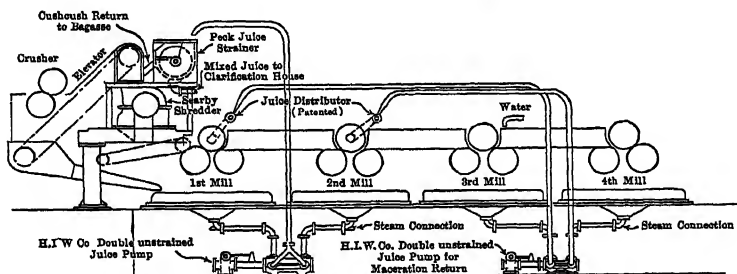 Cushcush Return
to Bagasse
Crusher
Elevator
Peck Juice
Strainer
Mixed Juice to
Clarification House
Searby
Shredder
Juice Distributor
(Patented)
Water
1st Mill
2nd Mill
3rd Mill
4th Mill
Steam Connection
Steam Connection
H.I.W Co Double unstrained
Juice Pump
H.I.W. Co. Double unstrained
Juice Pump for
Maceration Return